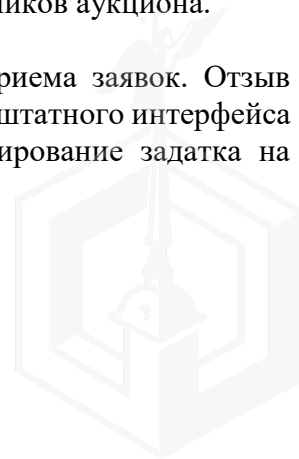 ников аукциона.
риема заявок. Отзыв
штатного интерфейса
ирование задатка на